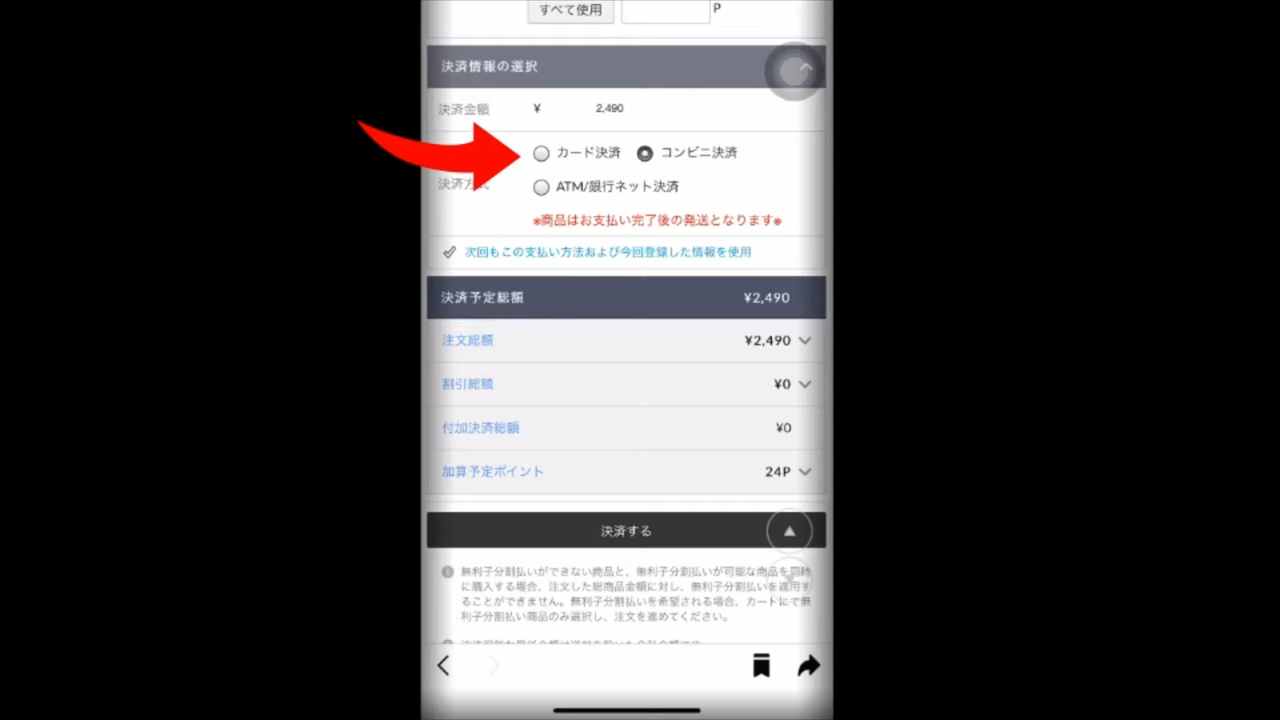 すべて使用 P
決済情報の選択
決済金額 ¥ 2,490
カード決済 コンビニ決済
決済方式
ATM/銀行ネット決済
※商品はお支払い完了後の発送となります※
次回もこの支払い方法および今回登録した情報を使用
決済予定総額 ¥2,490
注文総額 ¥2,490
割引総額 ¥0
付加決済総額 ¥0
加算予定ポイント 24P
決済する
無利子分割払いができない商品と、無利子分割払いが可能な商品を同時
に購入する場合、注文した総商品金額に対し、無利子分割払いを適用す
ることができません。無利子分割払いを希望される場合、カートにて無
利子分割払い商品のみ選択し、注文を進めてください。